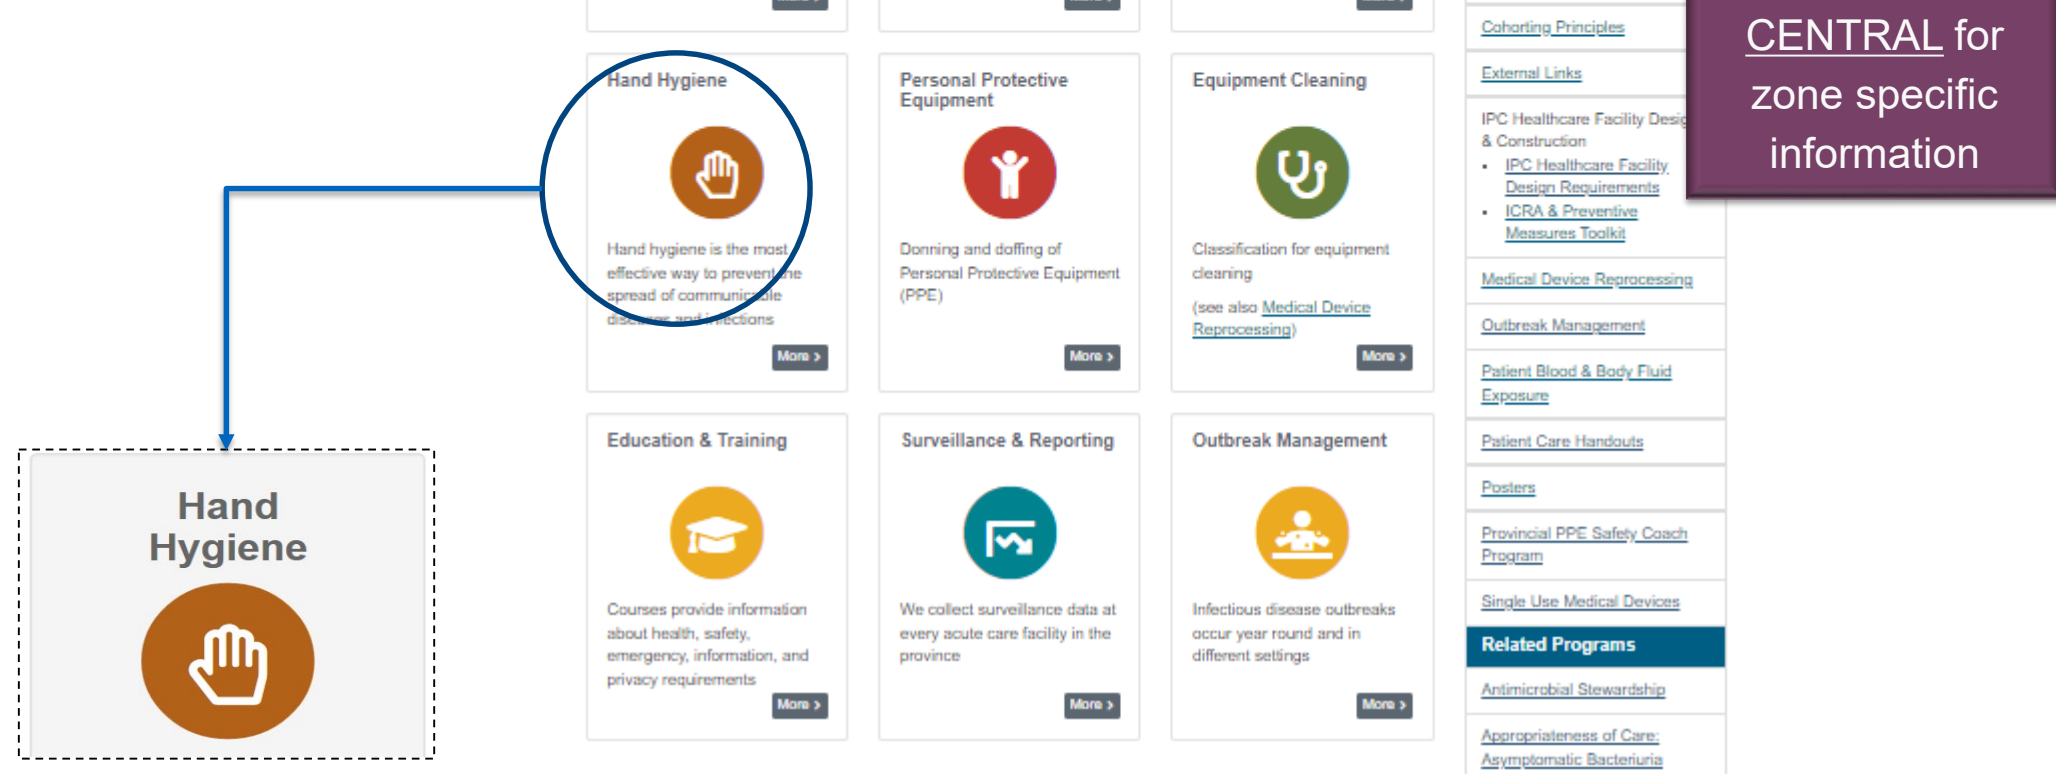 More >
More >
More >
Hand Hygiene
Hand hygiene is the most
effective way to prevent the
spread of communicable
diseases and infections
More >
Personal Protective
Equipment
Donning and doffing of
Personal Protective Equipment
(PPE)
More >
Equipment Cleaning
Classification for equipment
cleaning
(see also Medical Device
Reprocessing)
More >
Education & Training
Courses provide information
about health, safety,
emergency, information, and
privacy requirements
More >
Surveillance & Reporting
We collect surveillance data at
every acute care facility in the
province
More >
Outbreak Management
Infectious disease outbreaks
occur year round and in
different settings
More >
Hand
Hygiene
Cohorting Principles
External Links
IPC Healthcare Facility Desig
& Construction
▪ IPC Healthcare Facility
Design Requirements
▪ ICRA & Preventive
Measures Toolkit
Medical Device Reprocessing
Outbreak Management
Patient Blood & Body Fluid
Exposure
Patient Care Handouts
Posters
Provincial PPE Safety Coach
Program
Single Use Medical Devices
Related Programs
Antimicrobial Stewardship
Appropriateness of Care:
Asymptomatic Bacteriuria
CENTRAL for
zone specific
information